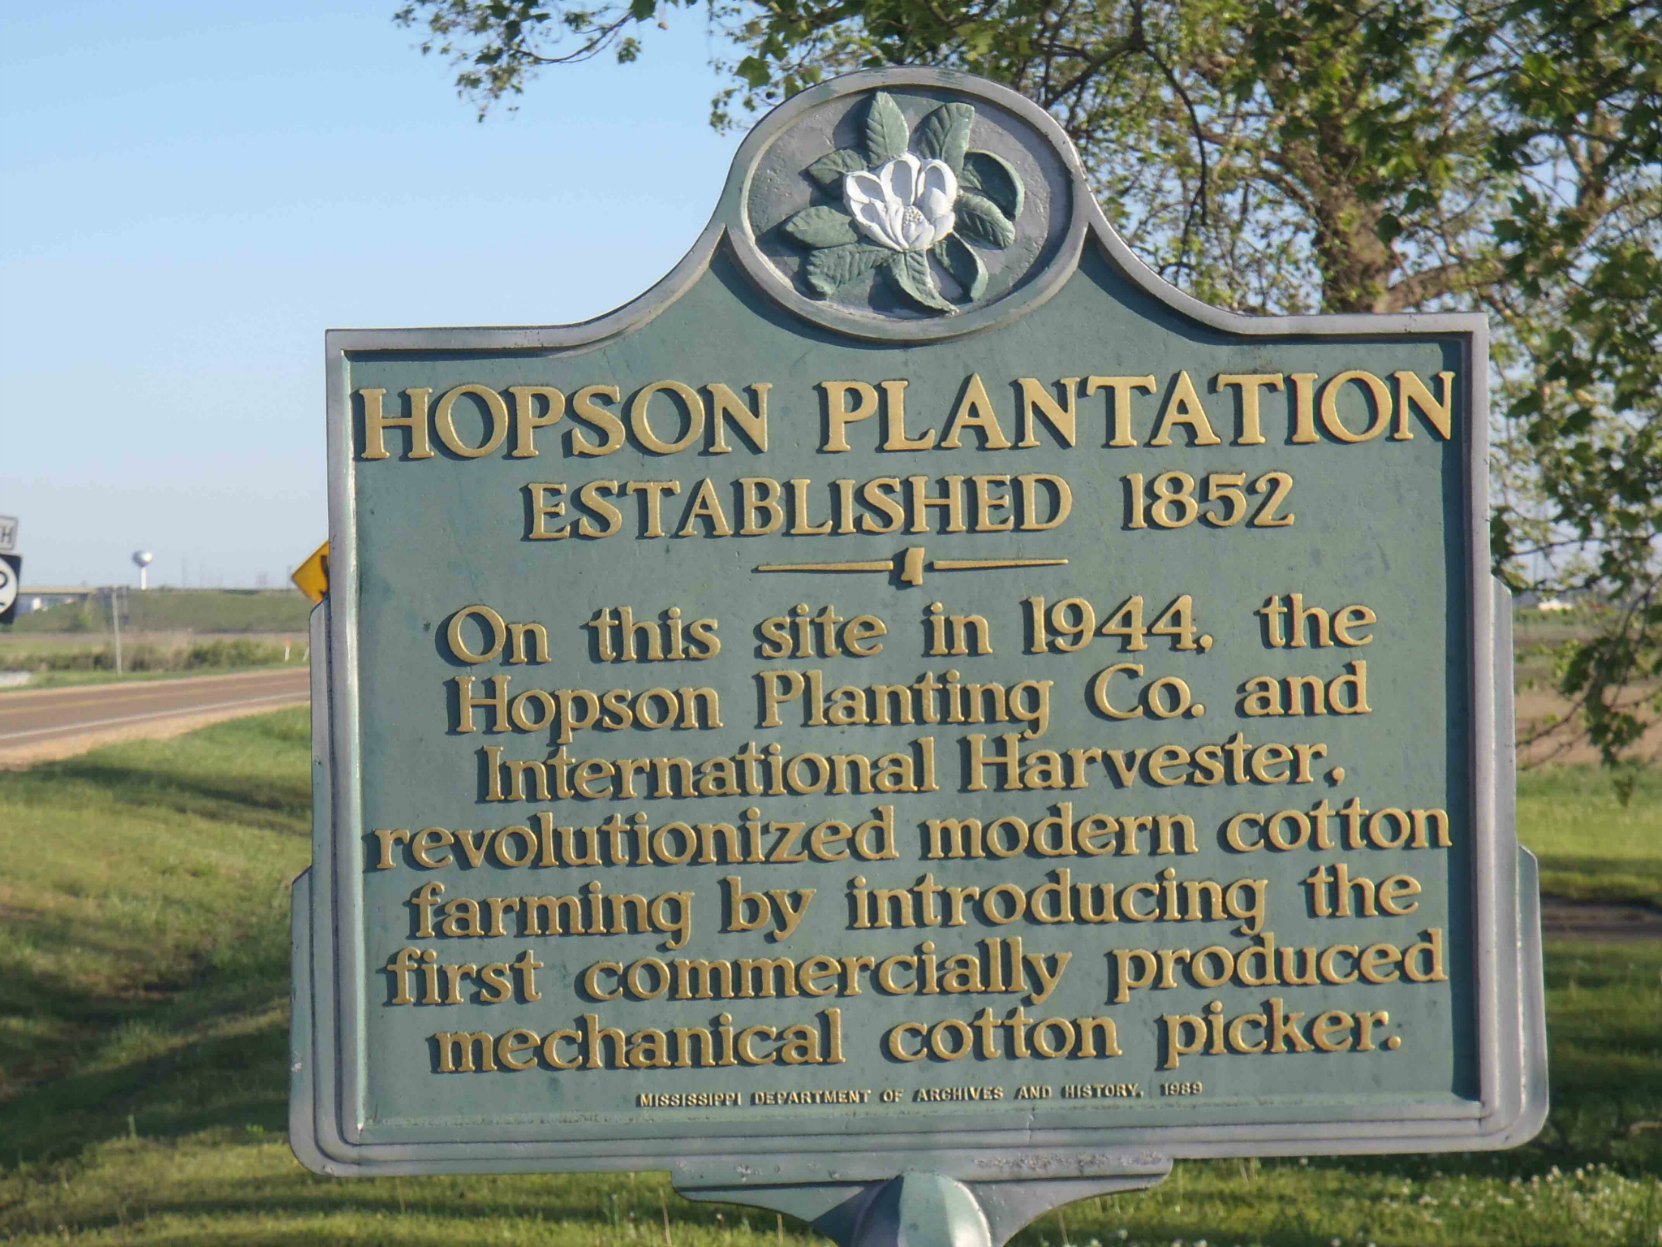 HOPSON PLANTATION
ESTABLISHED 1852
On this site in 1944, the
Hopson Planting Co. and
International Harvester,
revolutionized modern cotton
farming by introducing the
first commercially produced
mechanical cotton picker.
MISSISSIPPI DEPARTMENT OF ARCHIVES AND HISTORY, 1989